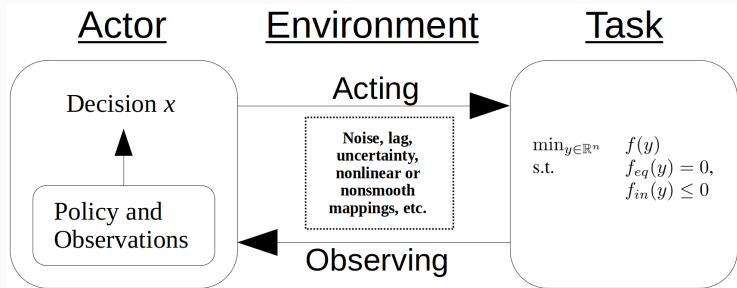 Actor
Environment
Task
Decision x
Policy and
Observations
Acting
Noise, lag,
uncertainty,
nonlinear or
nonsmooth
mappings, etc.
Observing
min_{y∈ℝ^n} f(y)
s.t. f_{eq}(y) = 0,
f_{in}(y) ≤ 0